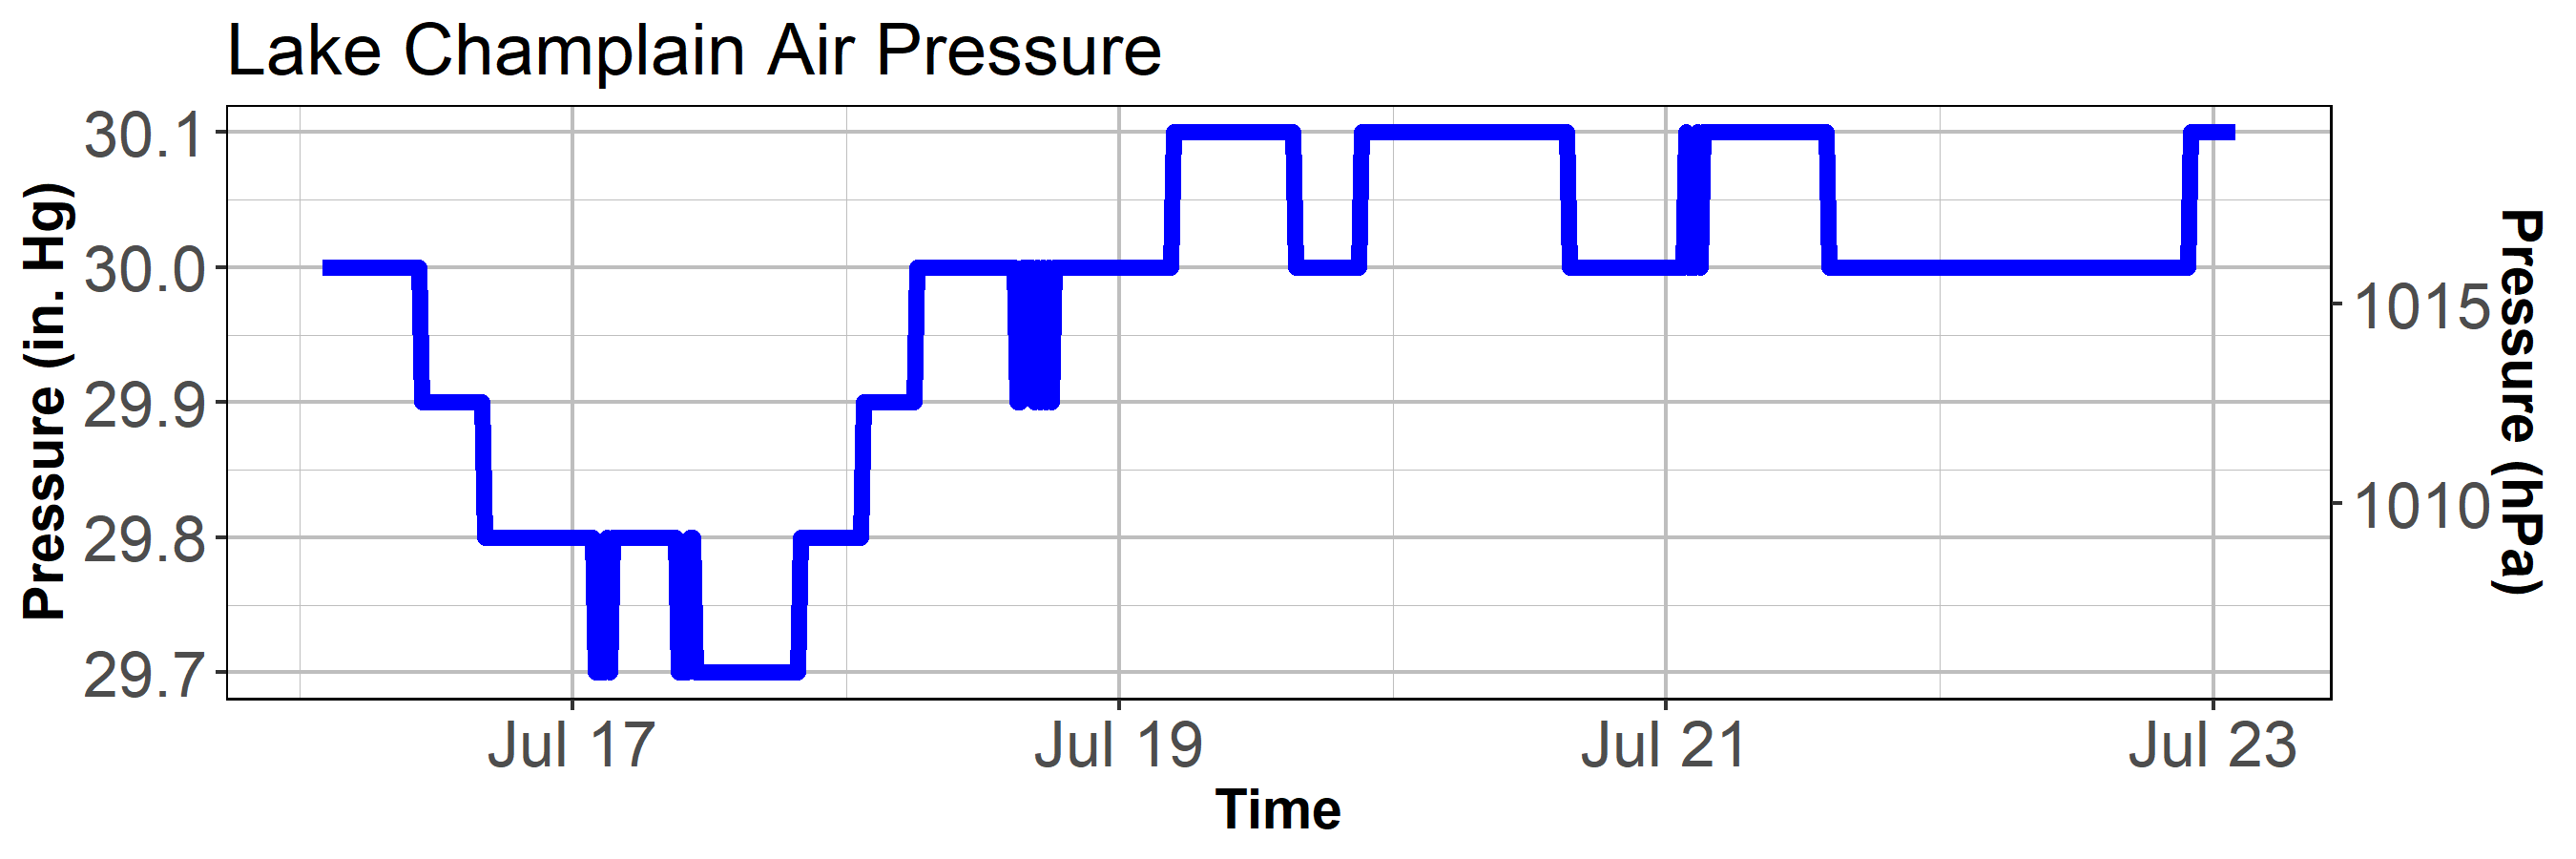 Lake Champlain Air Pressure
Pressure (in. Hg)
30.1
30.0
29.9
29.8
29.7
1015
1010
Pressure (hPa)
Jul 17 Jul 19 Jul 21 Jul 23
Time